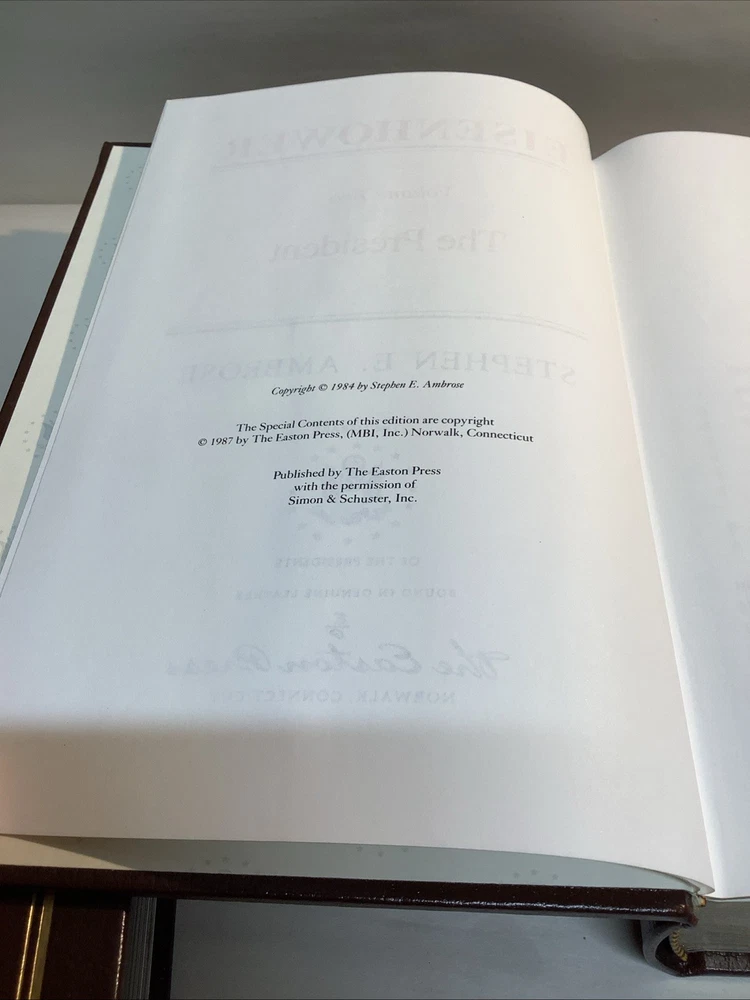 Copyright © 1984 by Stephen E. Ambrose
The Special Contents of this edition are copyright
© 1987 by The Easton Press, (MBI, Inc.) Norwalk, Connecticut
Published by The Easton Press
with the permission of
Simon & Schuster, Inc.